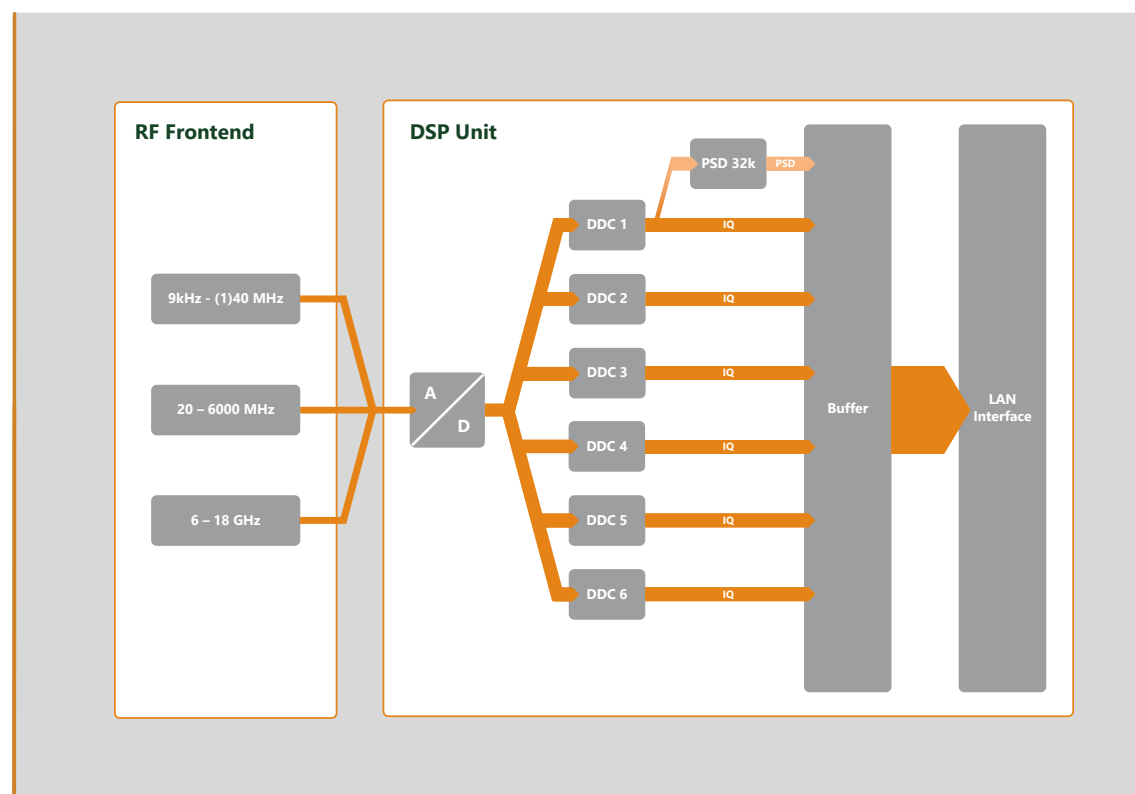 RF Frontend
9kHz - (1)40 MHz
20 – 6000 MHz
6 – 18 GHz
DSP Unit
A
D
PSD 32k
PSD
DDC 1
IQ
DDC 2
IQ
DDC 3
IQ
DDC 4
IQ
DDC 5
IQ
DDC 6
IQ
Buffer
LAN
Interface